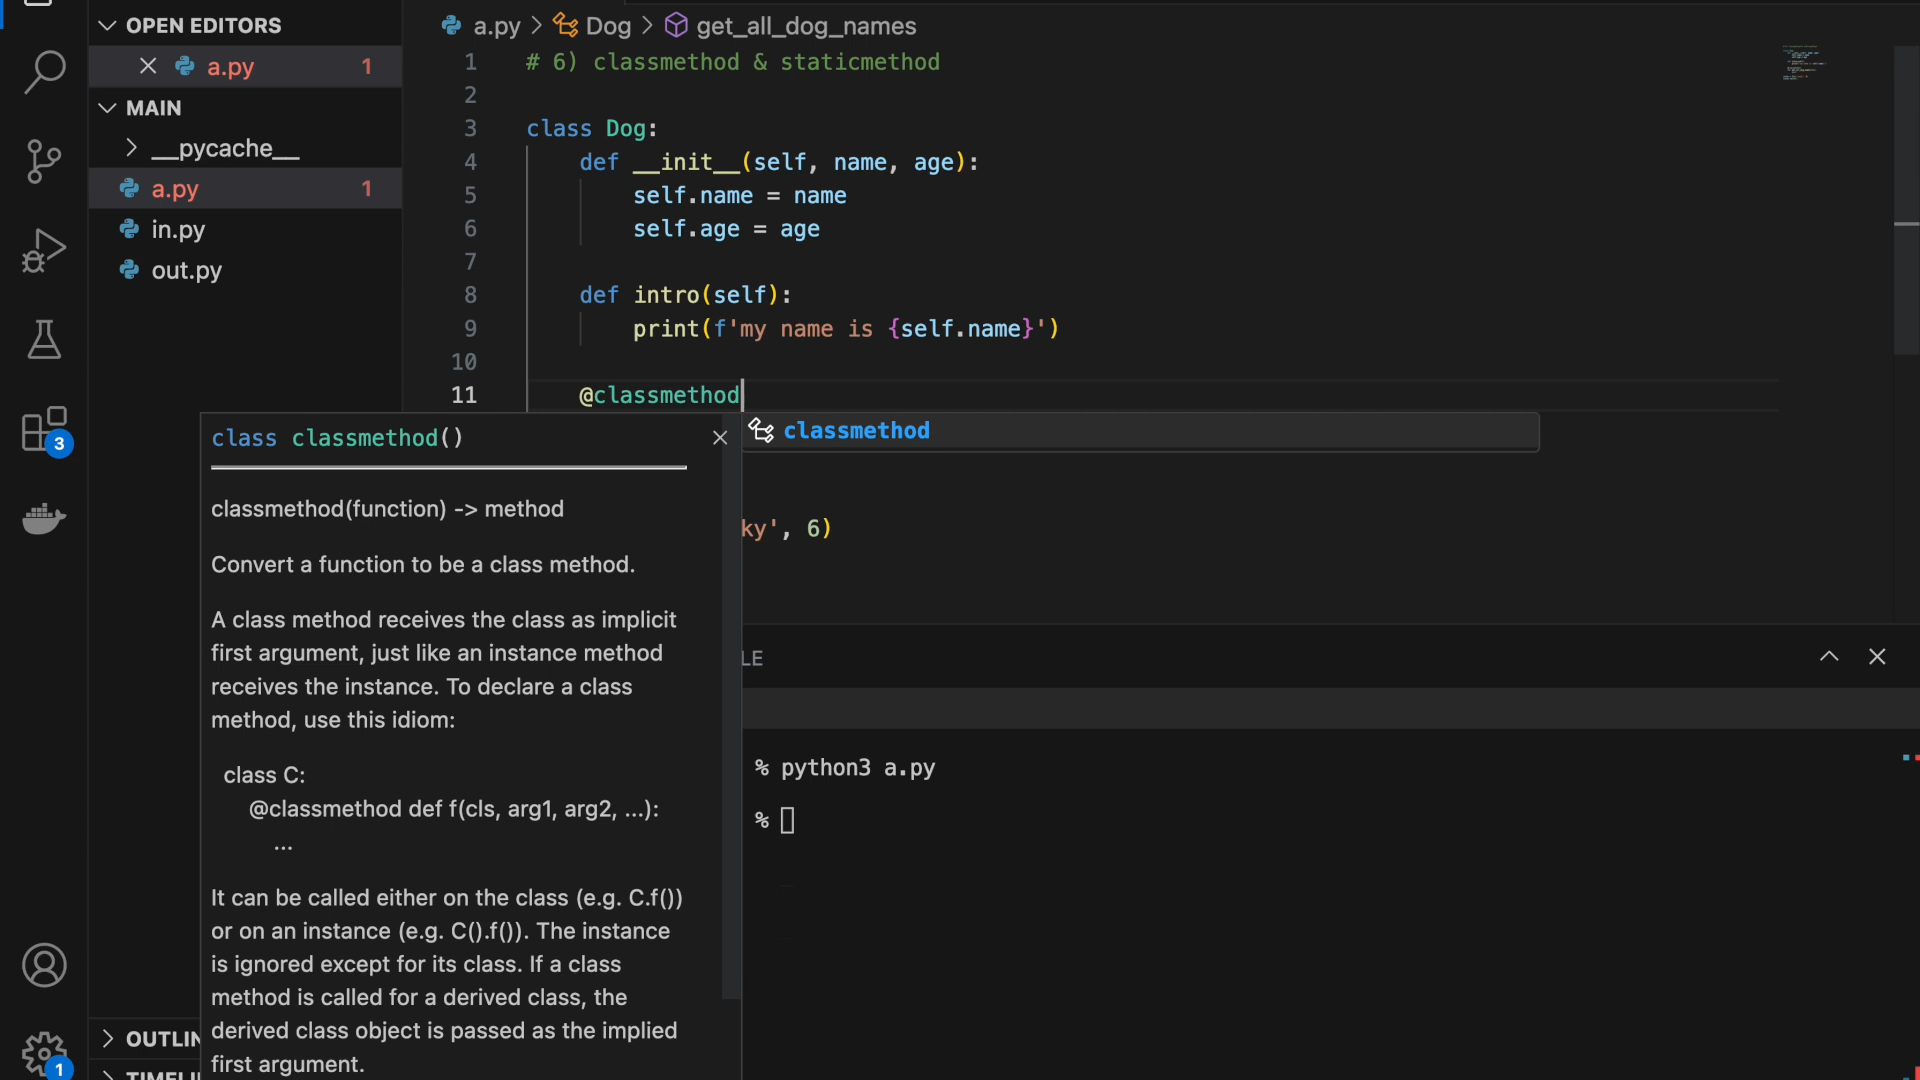 OPEN EDITORS
a.py 1
MAIN
__pycache__
a.py 1
in.py
out.py
3
1
a.py > Dog > get_all_dog_names
1 # 6) classmethod & staticmethod
2
3 class Dog:
4 def __init__(self, name, age):
5 self.name = name
6 self.age = age
7
8 def intro(self):
9 print(f'my name is {self.name}')
10
11 @classmethod
classmethod
ky', 6)
class classmethod()
classmethod(function) -> method
Convert a function to be a class method.
A class method receives the class as implicit
first argument, just like an instance method
receives the instance. To declare a class
method, use this idiom:
class C:
@classmethod def f(cls, arg1, arg2, ...):
...
It can be called either on the class (e.g. C.f())
or on an instance (e.g. C().f()). The instance
is ignored except for its class. If a class
method is called for a derived class, the
derived class object is passed as the implied
first argument.
LE
% python3 a.py
%
OUTLIN
TIMELI